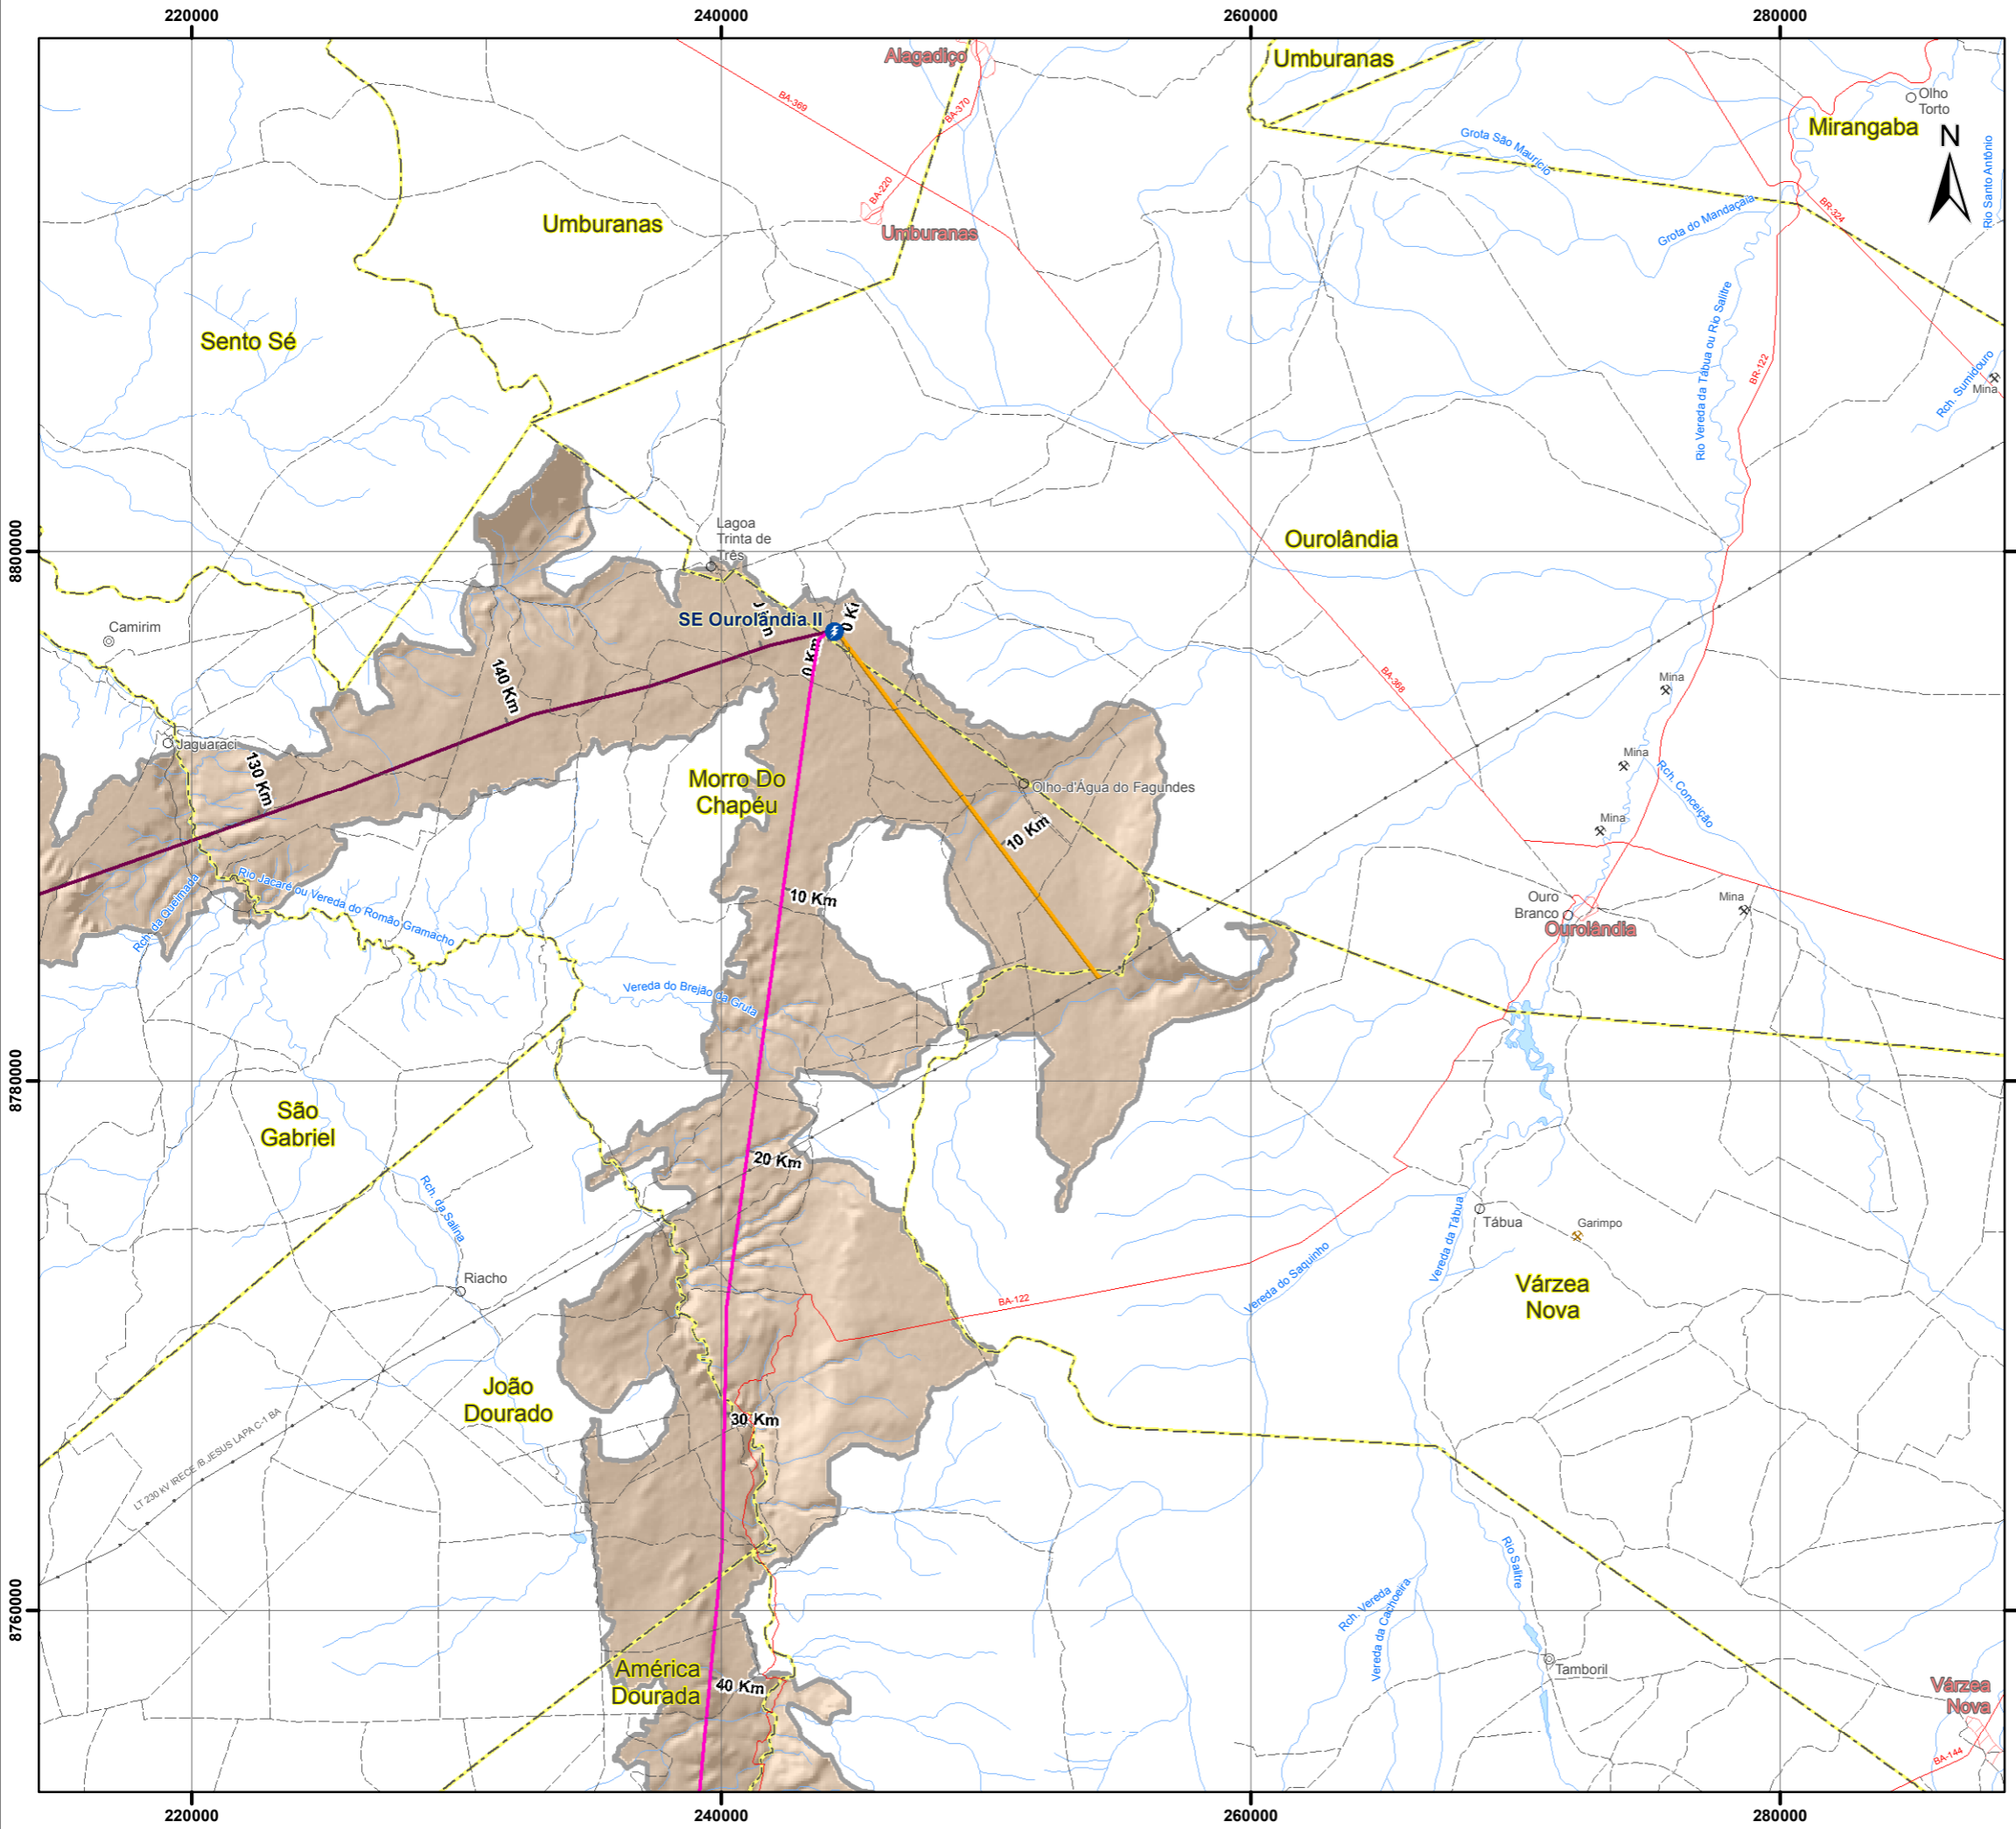 220000
240000
260000
280000
Alagadiço
Umburanas
Olho
Torto
Mirangaba
N
BA-369
BA-370
BA-220
Umburanas
Umburanas
Grota São Maurício
Grota do Mandaçaia
BR-324
Rio Santo Antônio
Sento Sé
Rio Vereda da Tábua ou Rio Salitre
BR-122
Rch. Sumidouro
Mina
8800000
Lagoa
Trinta de
Três
Ourolândia
Camirim
SE Ourolândia II
0 Km
140 Km
BA-368
Mina
Jaguaraci
130 Km
Morro Do
Chapéu
Olho-d'Água do Fagundes
10 Km
Mina
Rch. Conceição
Mina
Rch. da Queimada
Rio Jacaré ou Vereda do Romão Gramacho
10 Km
Ouro
Branco
Ourolândia
Mina
Vereda do Brejão da Gruta
8780000
São
Gabriel
20 Km
Rch. da Salina
Riacho
Vereda do Saquinho
Vereda da Tábua
Tábua
Garimpo
Várzea
Nova
BA-122
João
Dourado
30 Km
LT 230 kV IRECE /B.JESUS LAPA C-1 BA
8760000
Rch. Vereda
Vereda da Cachoeira
Rio Salitre
Tamboril
América
Dourada
40 Km
Várzea
Nova
BA-144
220000
240000
260000
280000